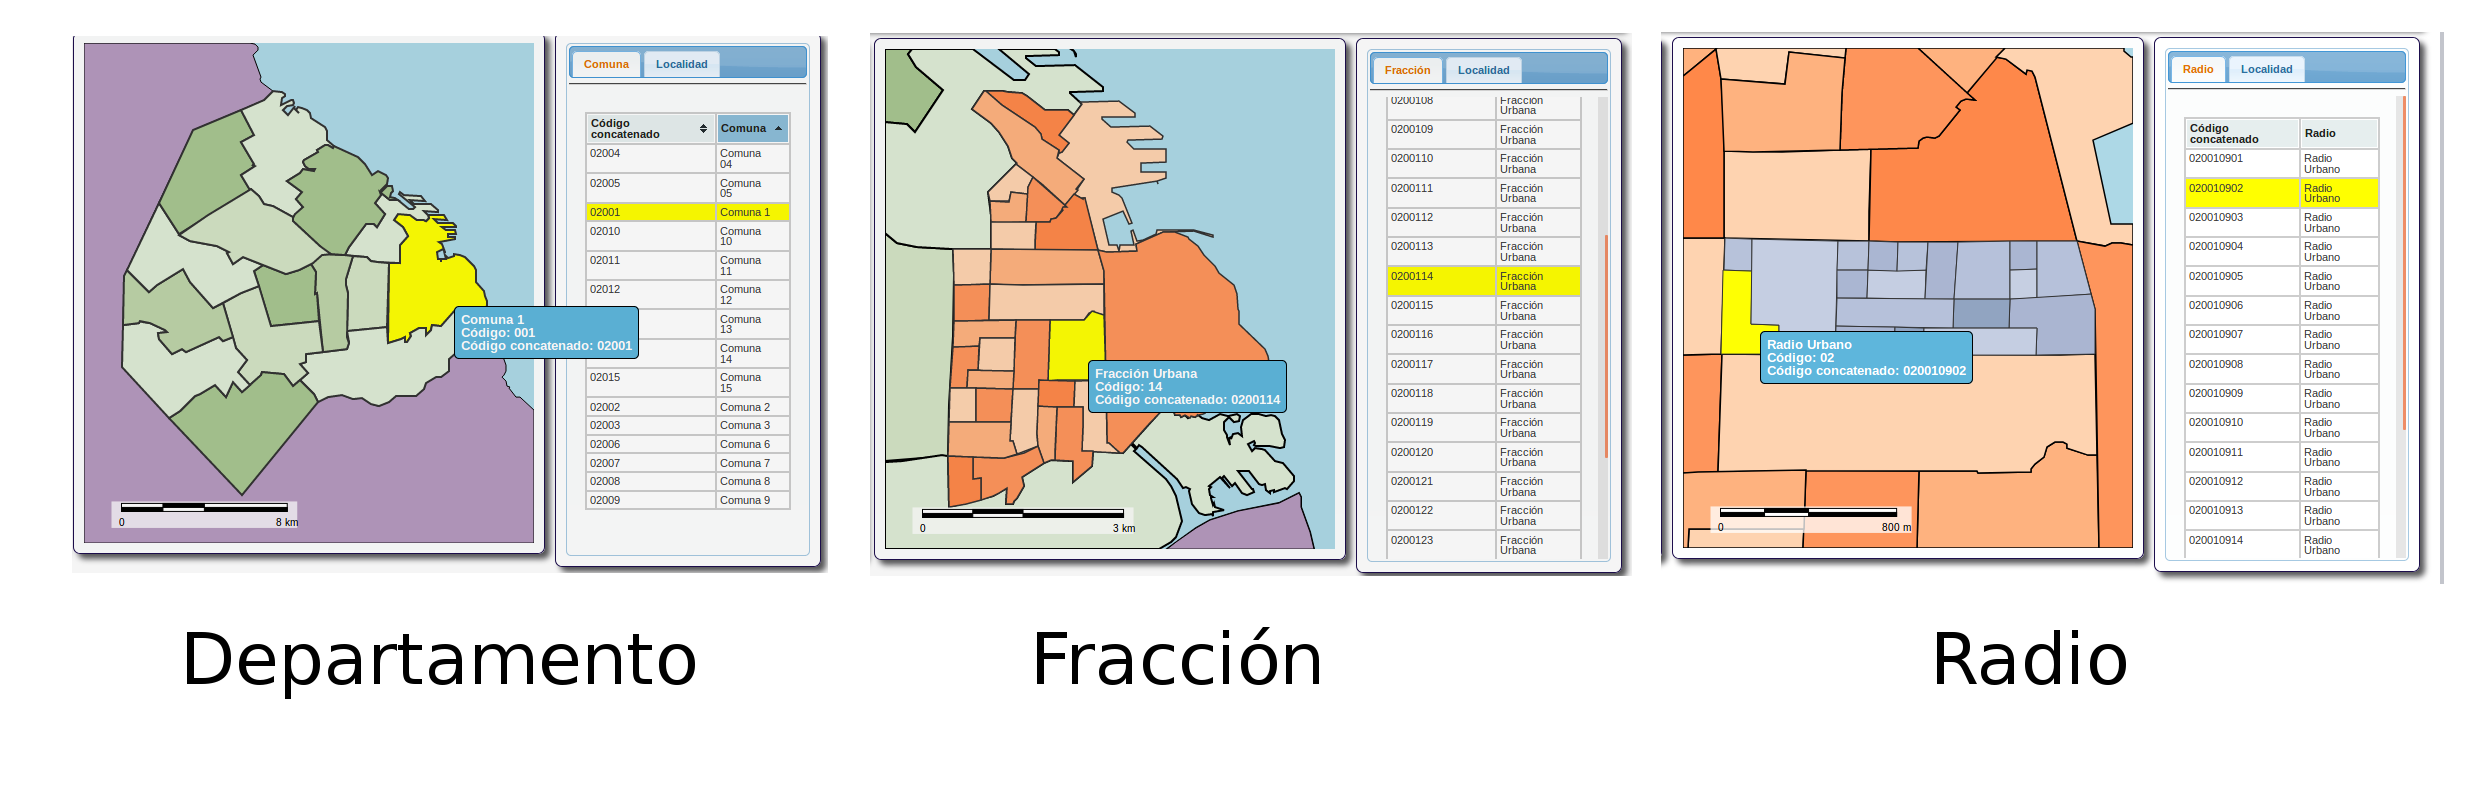 Comuna Localidad
Código
concatenado
Comuna
02004 Comuna
04
02005 Comuna
05
02001 Comuna 1
02010 Comuna
10
02011 Comuna
11
02012 Comuna
12
Comuna
13
Comuna
14
02015 Comuna
15
02002 Comuna 2
02003 Comuna 3
02006 Comuna 6
02007 Comuna 7
02008 Comuna 8
02009 Comuna 9
Comuna 1
Código: 001
Código concatenado: 02001
0 8 km
Fracción Localidad
0200108 Fracción
Urbana
0200109 Fracción
Urbana
0200110 Fracción
Urbana
0200111 Fracción
Urbana
0200112 Fracción
Urbana
0200113 Fracción
Urbana
0200114 Fracción
Urbana
0200115 Fracción
Urbana
0200116 Fracción
Urbana
0200117 Fracción
Urbana
0200118 Fracción
Urbana
0200119 Fracción
Urbana
0200120 Fracción
Urbana
0200121 Fracción
Urbana
0200122 Fracción
Urbana
0200123 Fracción
Urbana
Fracción Urbana
Código: 14
Código concatenado: 0200114
0 3 km
Radio Localidad
Código
concatenado
Radio
020010901 Radio
Urbano
020010902 Radio
Urbano
020010903 Radio
Urbano
020010904 Radio
Urbano
020010905 Radio
Urbano
020010906 Radio
Urbano
020010907 Radio
Urbano
020010908 Radio
Urbano
020010909 Radio
Urbano
020010910 Radio
Urbano
020010911 Radio
Urbano
020010912 Radio
Urbano
020010913 Radio
Urbano
020010914 Radio
Urbano
Radio Urbano
Código: 02
Código concatenado: 020010902
0 800 m
Departamento
Fracción
Radio